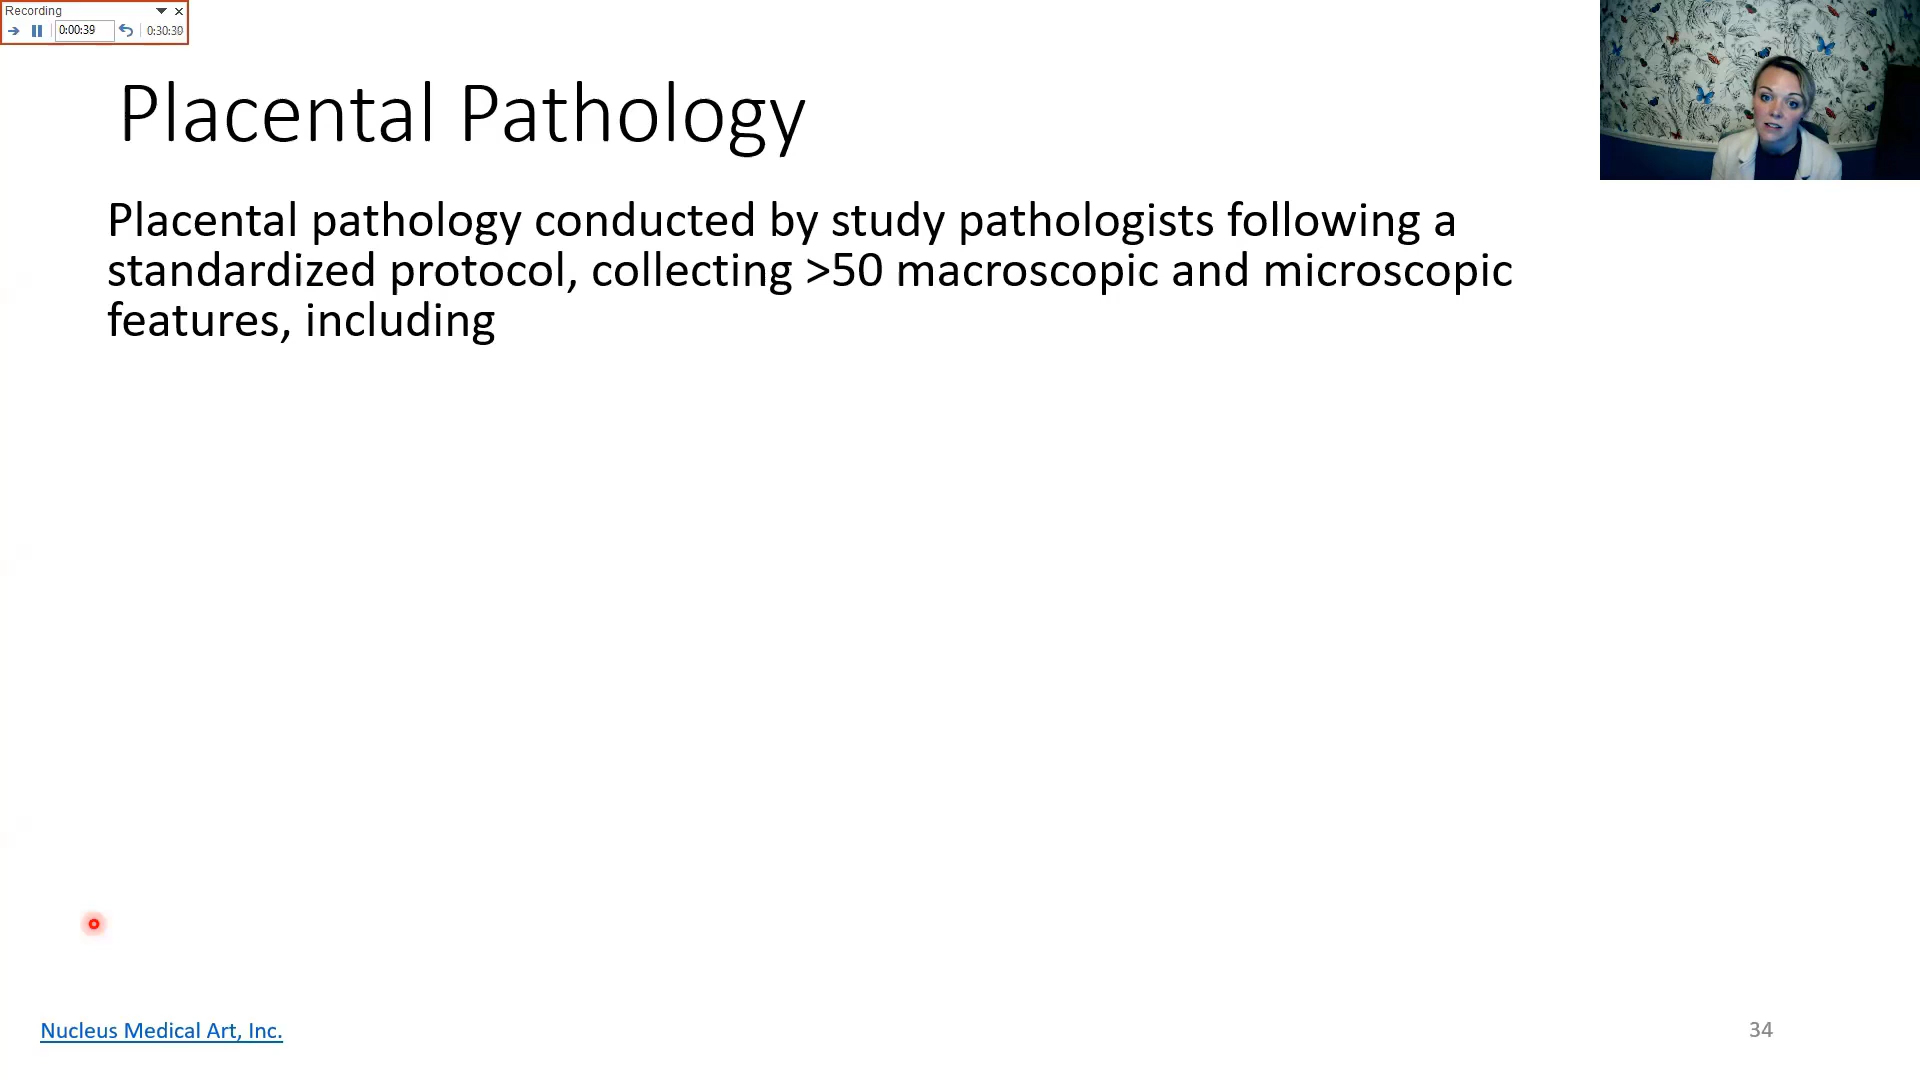 Recording
0:00:39 0:30:30
Placental Pathology
Placental pathology conducted by study pathologists following a
standardized protocol, collecting >50 macroscopic and microscopic
features, including
Nucleus Medical Art, Inc.
34